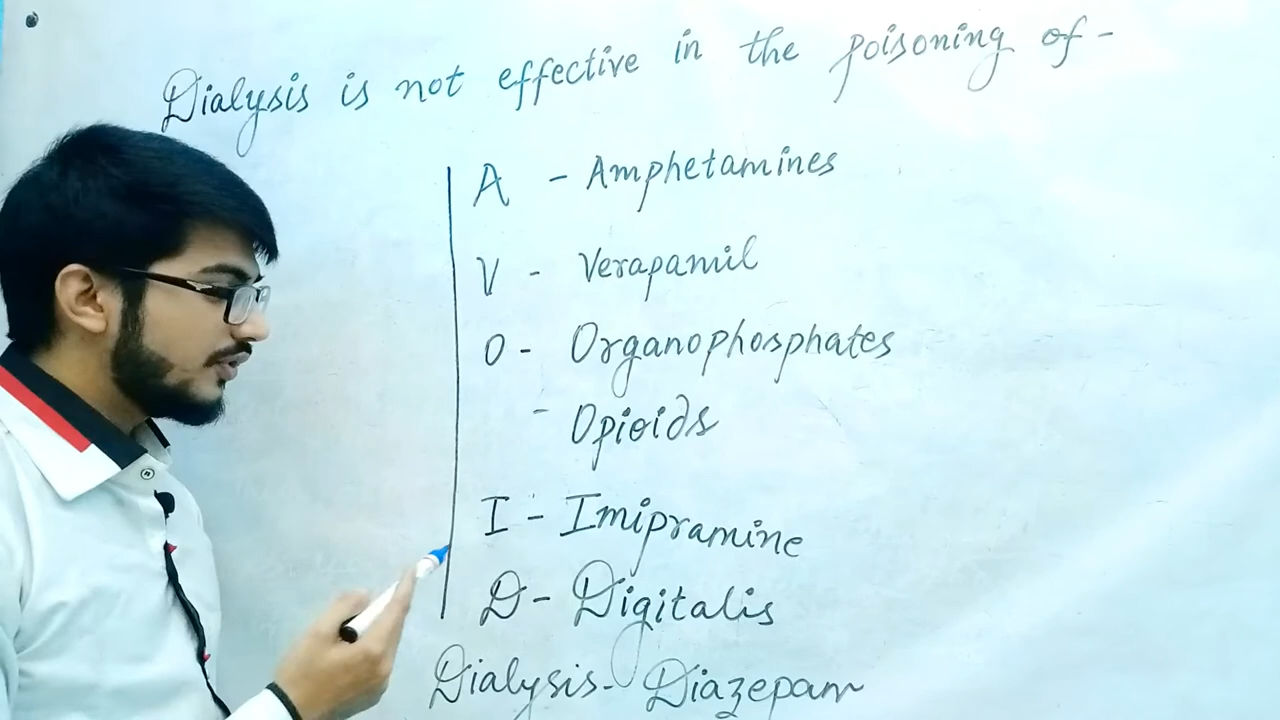 Dialysis is not effective in the poisoning of -
A - Amphetamines
V - Verapamil
O - Organophosphates
- Opioids
I - Imipramine
D - Digitalis
Dialysis - Diazepam